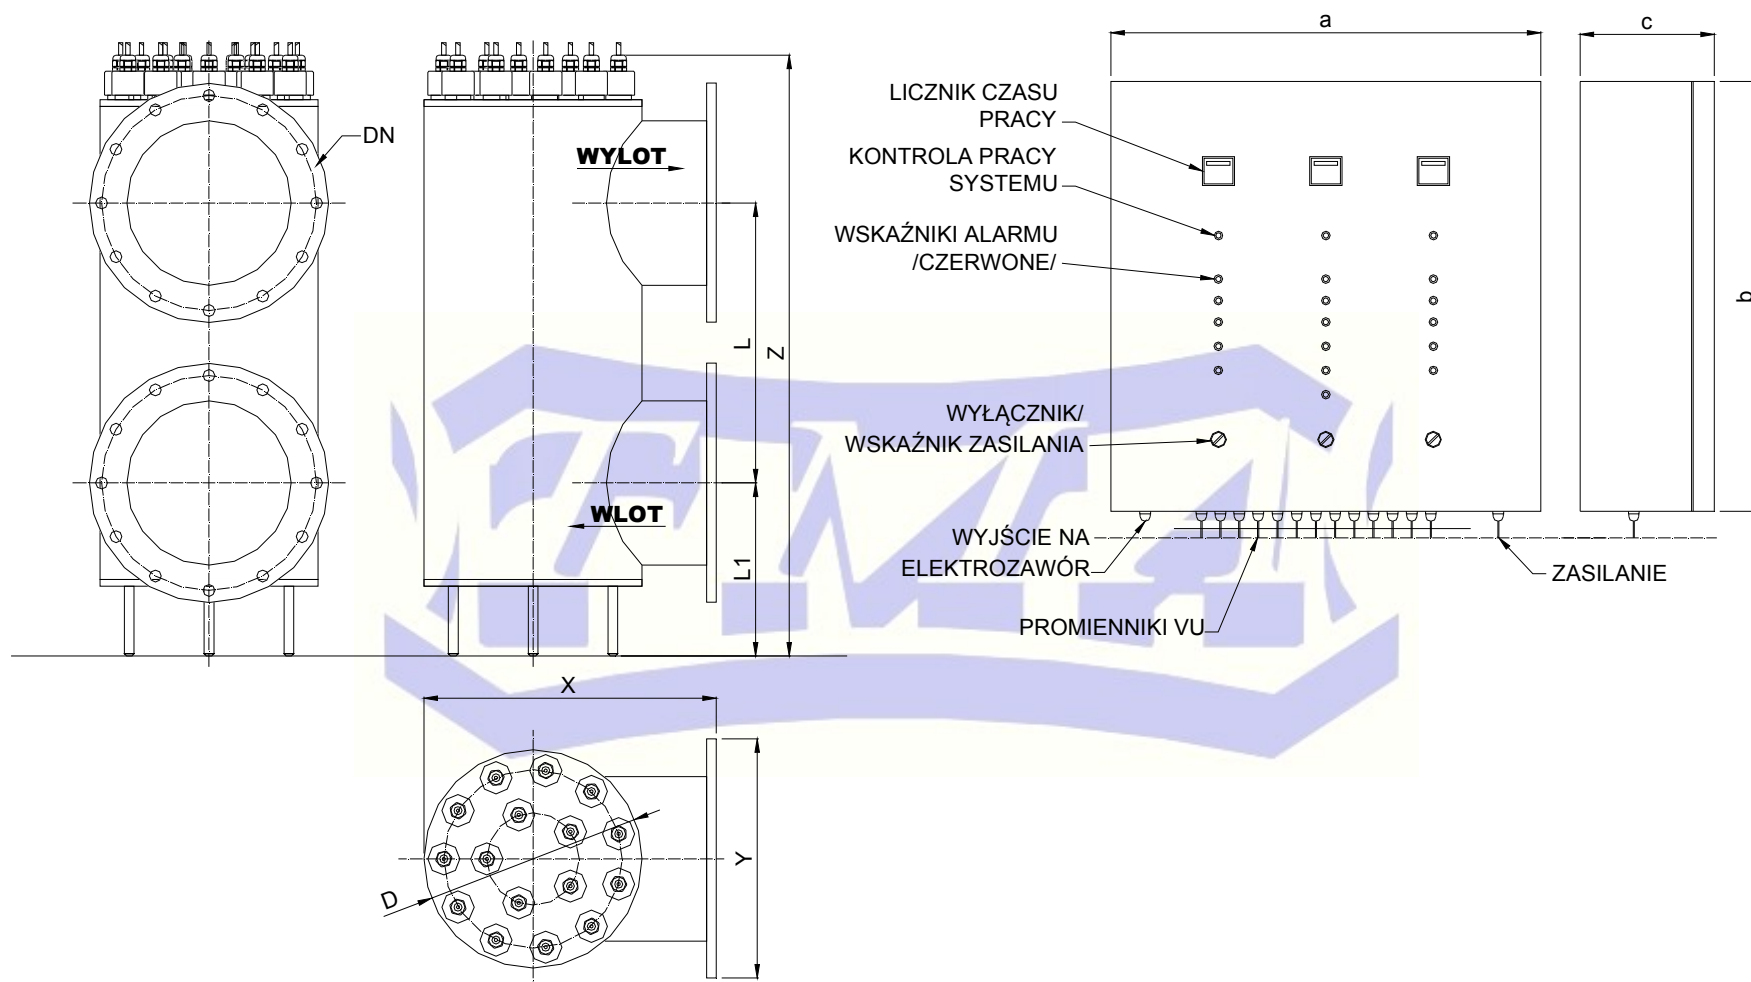 DN
WYLOT
WLOT
L
L1
Z
X
Y
D
a
c
b
LICZNIK CZASU
PRACY
KONTROLA PRACY
SYSTEMU
WSKAŹNIKI ALARMU
/CZERWONE/
WYŁĄCZNIK/
WSKAŹNIK ZASILANIA
WYJŚCIE NA
ELEKTROZAWÓR
PROMIENNIKI VU
ZASILANIE
TMA